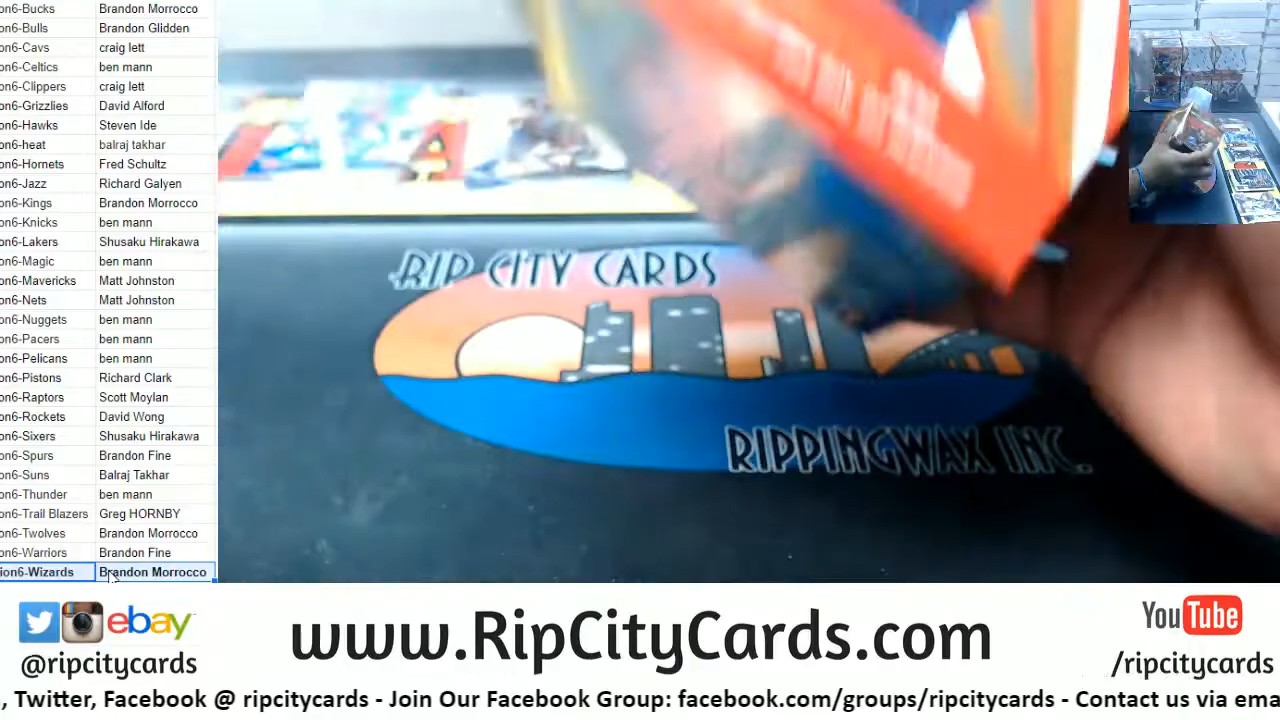 on6-Bucks Brandon Morrocco
on6-Bulls Brandon Glidden
on6-Cavs craig lett
on6-Celtics ben mann
on6-Clippers craig lett
on6-Grizzlies David Alford
on6-Hawks Steven Ide
on6-heat balraj takhar
on6-Hornets Fred Schultz
on6-Jazz Richard Galyen
on6-Kings Brandon Morrocco
on6-Knicks ben mann
on6-Lakers Shusaku Hirakawa
on6-Magic ben mann
on6-Mavericks Matt Johnston
on6-Nets Matt Johnston
on6-Nuggets ben mann
on6-Pacers ben mann
on6-Pelicans ben mann
on6-Pistons Richard Clark
on6-Raptors Scott Moylan
on6-Rockets David Wong
on6-Sixers Shusaku Hirakawa
on6-Spurs Brandon Fine
on6-Suns Balraj Takhar
on6-Thunder ben mann
on6-Trail Blazers Greg HORNBY
on6-Twolves Brandon Morrocco
on6-Warriors Brandon Fine
ion6-Wizards Brandon Morrocco
RIP CITY CARDS
RIPPINGWAX INC.
ebay
@ripcitycards
www.RipCityCards.com
YouTube
/ripcitycards
, Twitter, Facebook @ ripcitycards - Join Our Facebook Group: facebook.com/groups/ripcitycards - Contact us via ema